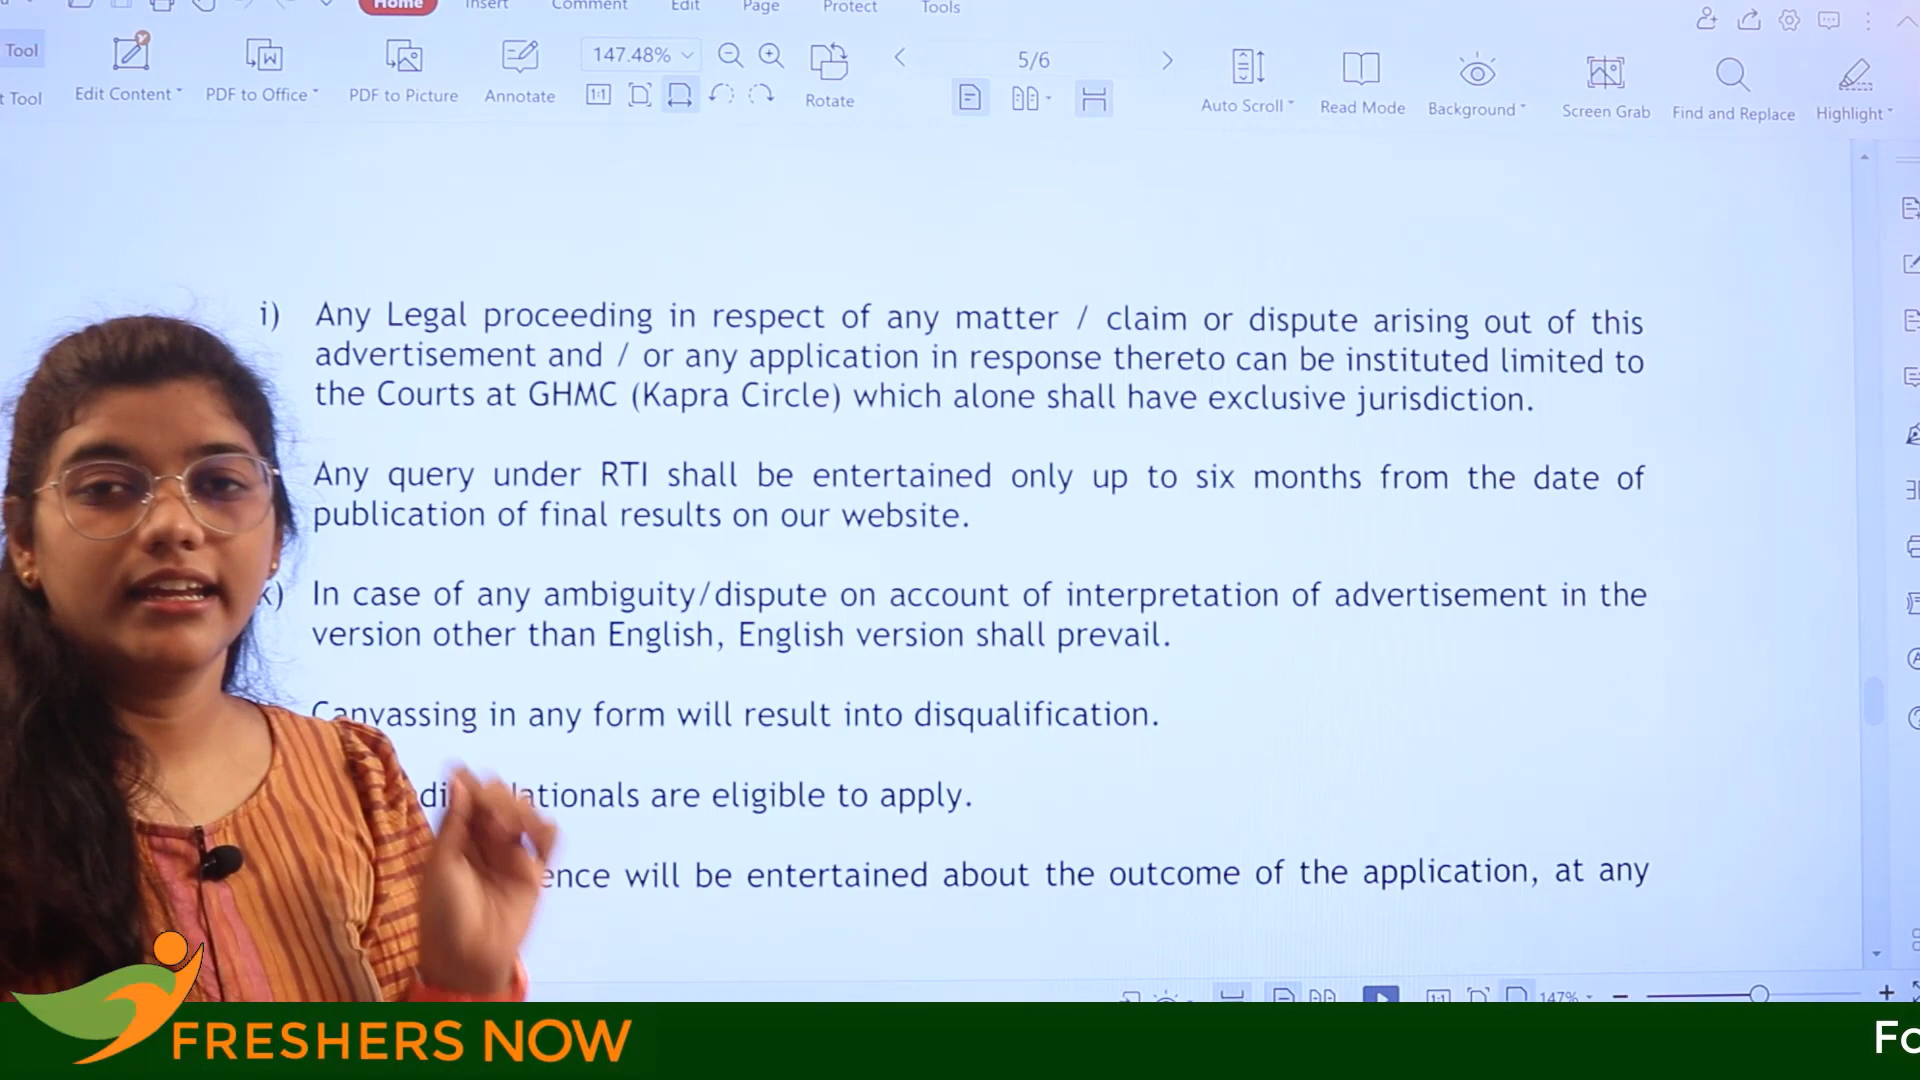 Home Insert Comment Edit Page Protect Tools
Tool
147.48%
5/6
t Tool Edit Content PDF to Office PDF to Picture Annotate Rotate Auto Scroll Read Mode Background Screen Grab Find and Replace Highlight
i) Any Legal proceeding in respect of any matter / claim or dispute arising out of this
advertisement and / or any application in response thereto can be instituted limited to
the Courts at GHMC (Kapra Circle) which alone shall have exclusive jurisdiction.
Any query under RTI shall be entertained only up to six months from the date of
publication of final results on our website.
k) In case of any ambiguity/dispute on account of interpretation of advertisement in the
version other than English, English version shall prevail.
Canvassing in any form will result into disqualification.
are eligible to apply.
ence will be entertained about the outcome of the application, at any
147%
FRESHERS NOW
Fo